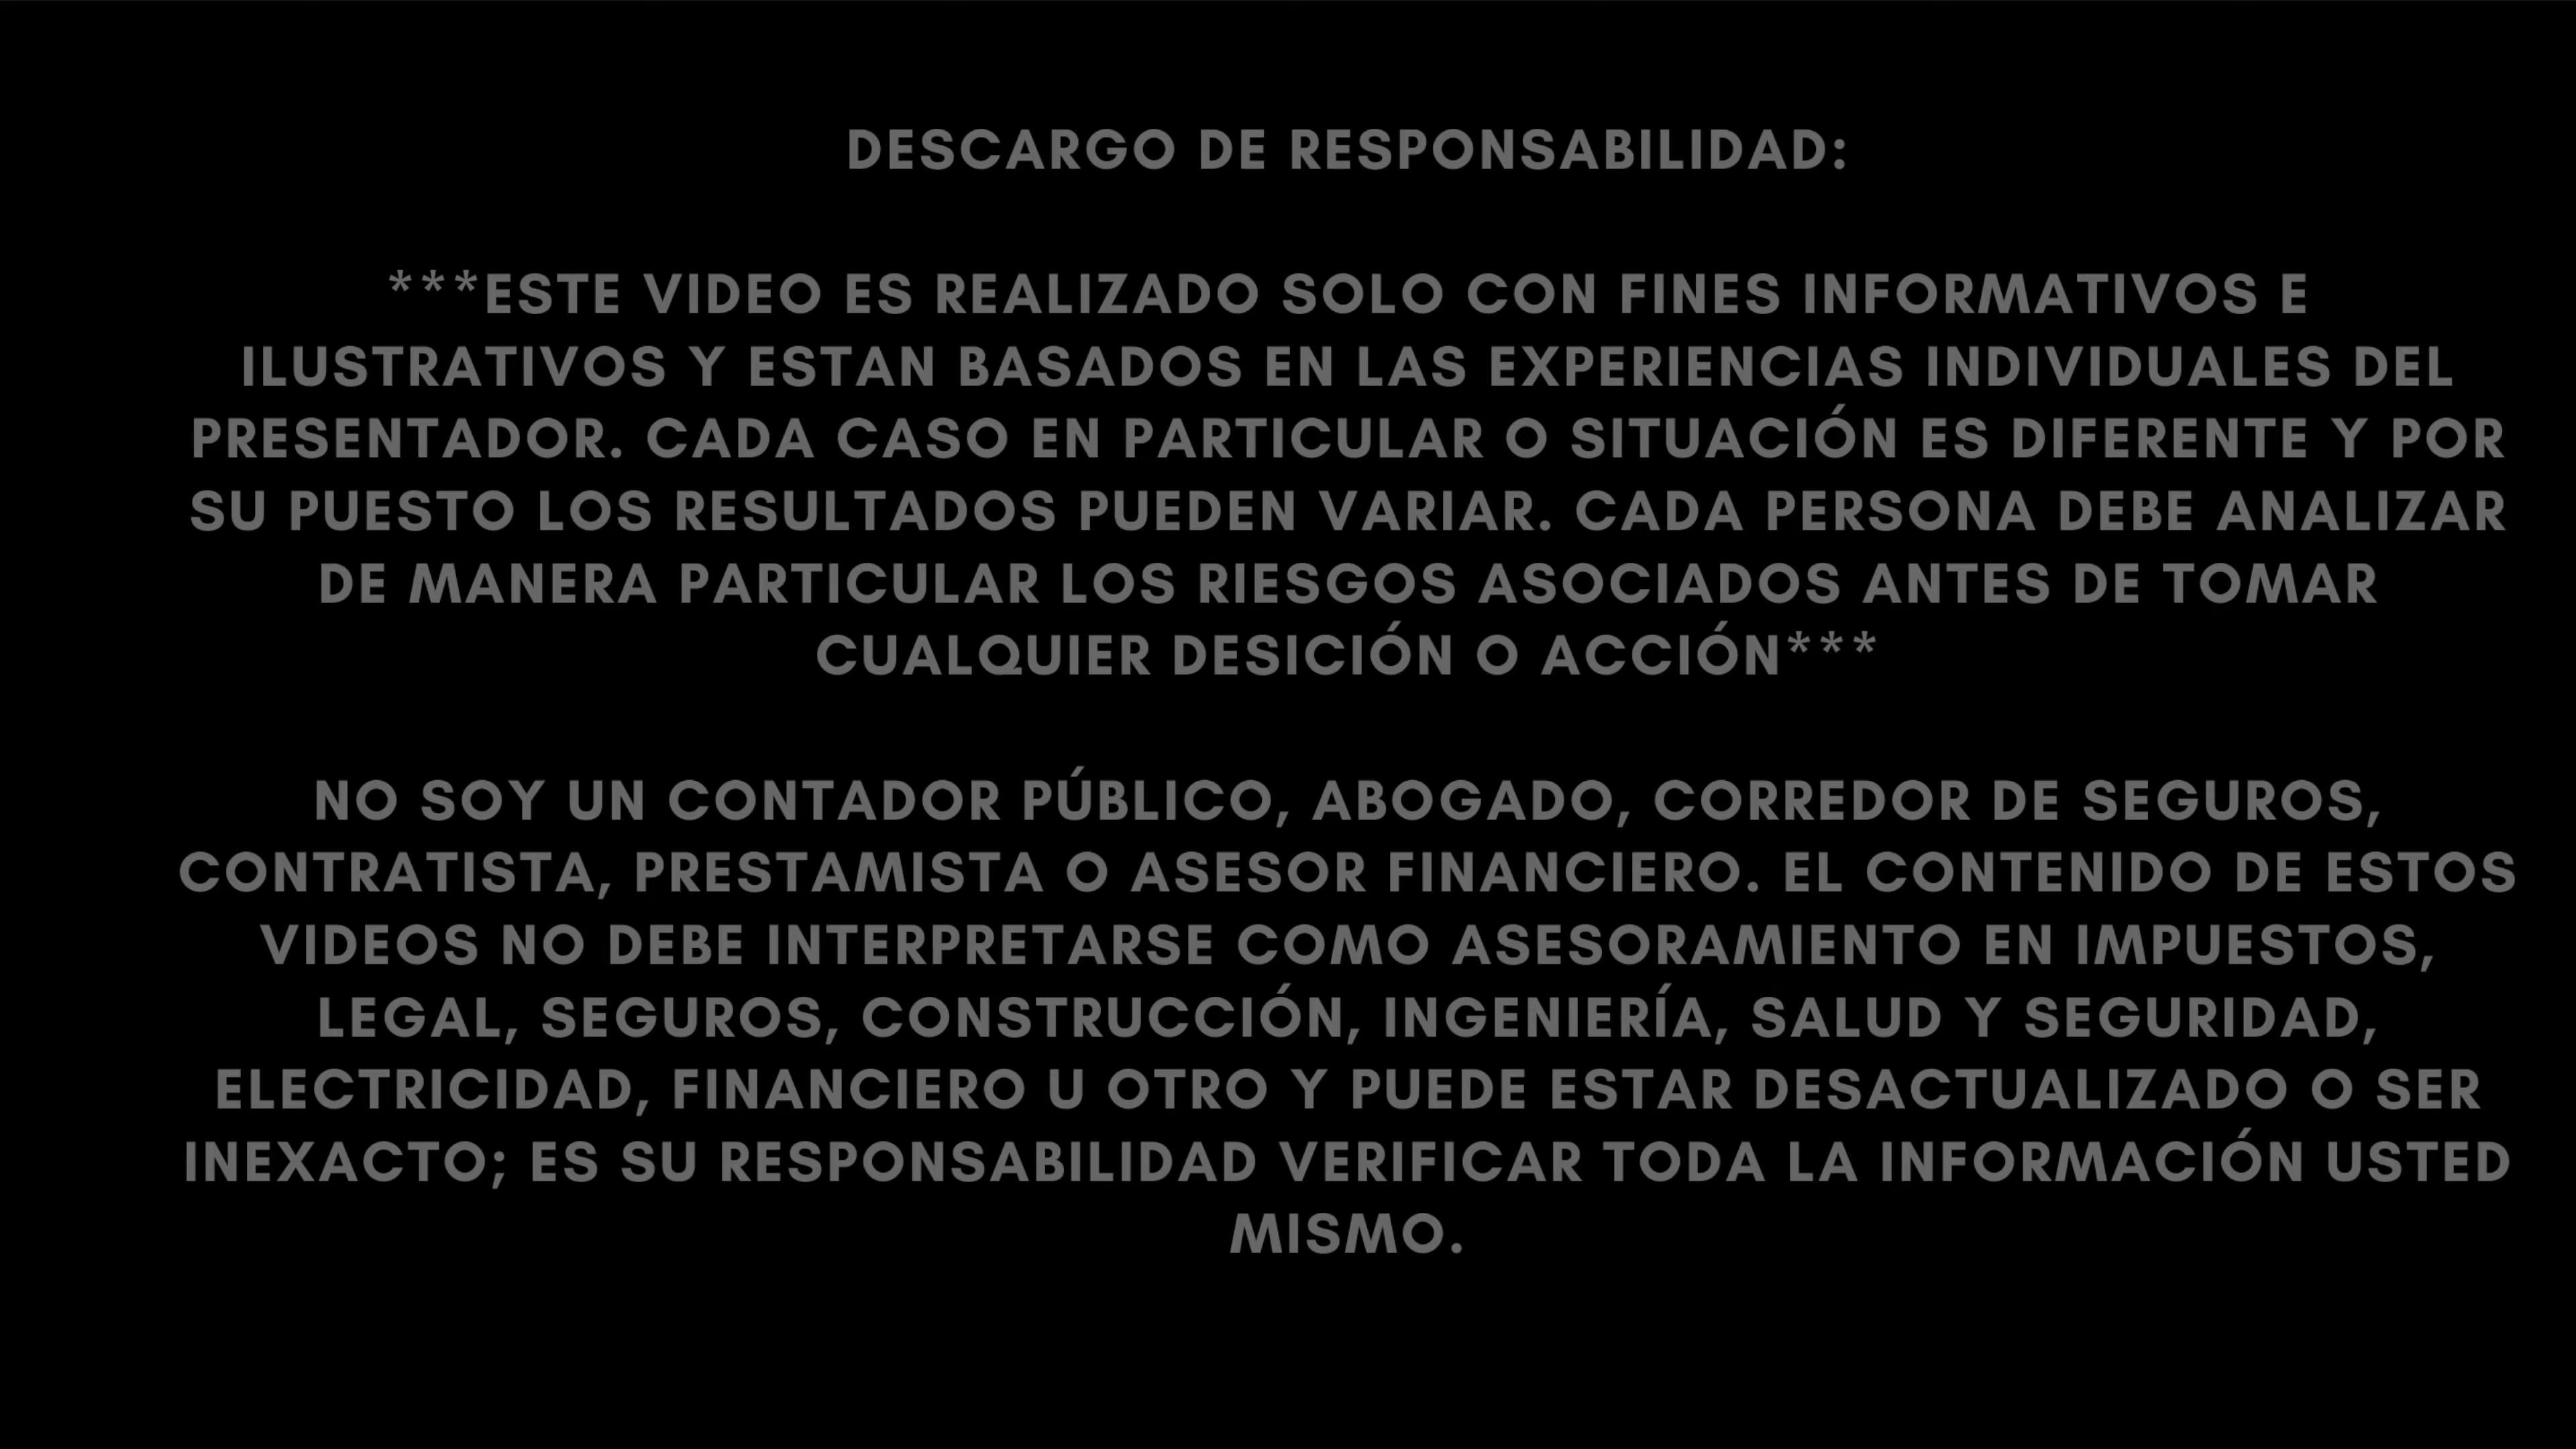 DESCARGO DE RESPONSABILIDAD:
***ESTE VIDEO ES REALIZADO SOLO CON FINES INFORMATIVOS E
ILUSTRATIVOS Y ESTAN BASADOS EN LAS EXPERIENCIAS INDIVIDUALES DEL
PRESENTADOR. CADA CASO EN PARTICULAR O SITUACIÓN ES DIFERENTE Y POR
SU PUESTO LOS RESULTADOS PUEDEN VARIAR. CADA PERSONA DEBE ANALIZAR
DE MANERA PARTICULAR LOS RIESGOS ASOCIADOS ANTES DE TOMAR
CUALQUIER DESICIÓN O ACCIÓN***
NO SOY UN CONTADOR PÚBLICO, ABOGADO, CORREDOR DE SEGUROS,
CONTRATISTA, PRESTAMISTA O ASESOR FINANCIERO. EL CONTENIDO DE ESTOS
VIDEOS NO DEBE INTERPRETARSE COMO ASESORAMIENTO EN IMPUESTOS,
LEGAL, SEGUROS, CONSTRUCCIÓN, INGENIERÍA, SALUD Y SEGURIDAD,
ELECTRICIDAD, FINANCIERO U OTRO Y PUEDE ESTAR DESACTUALIZADO O SER
INEXACTO; ES SU RESPONSABILIDAD VERIFICAR TODA LA INFORMACIÓN USTED
MISMO.